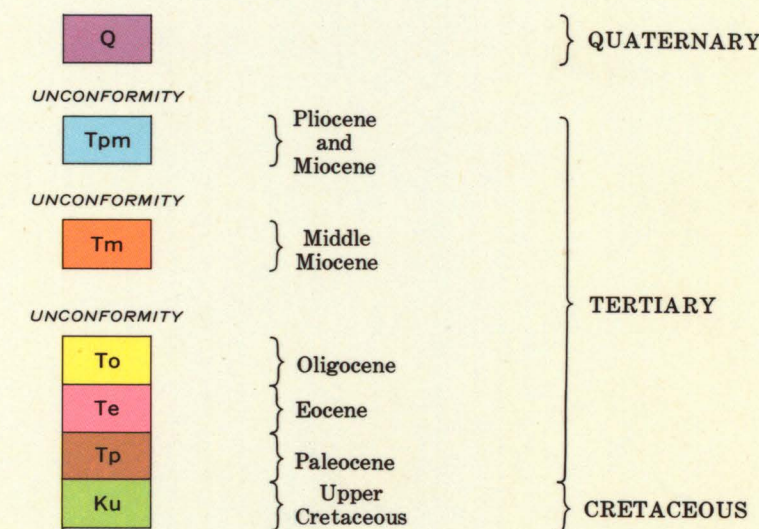 Q
QUATERNARY
UNCONFORMITY
Tpm
Pliocene
and
Miocene
UNCONFORMITY
Tm
Middle
Miocene
TERTIARY
UNCONFORMITY
To
Oligocene
Te
Eocene
Tp
Paleocene
Ku
Upper
Cretaceous
CRETACEOUS